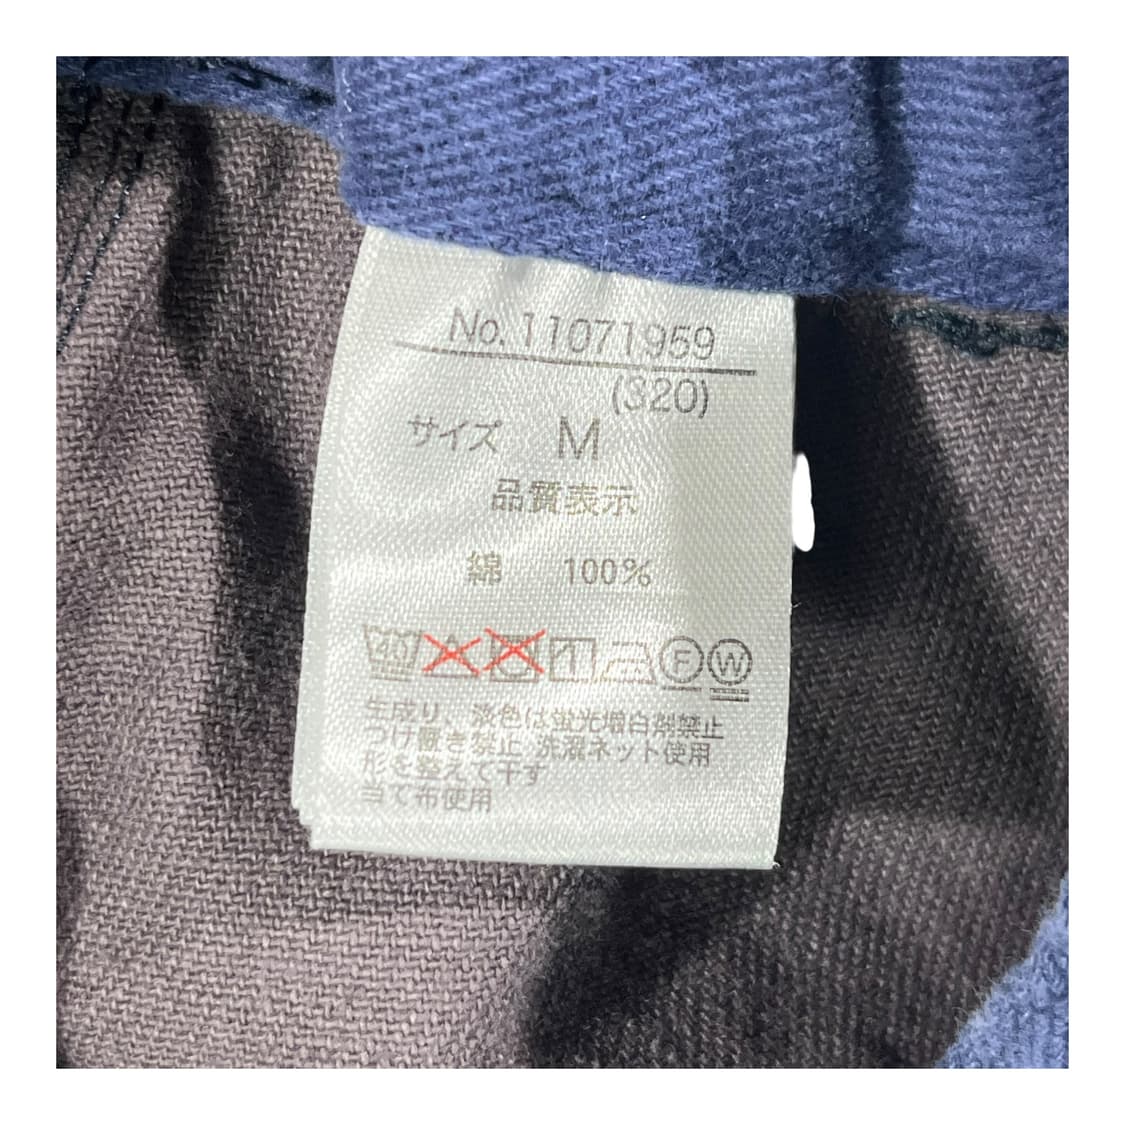 No. 11071959
(320)
サイズ M
品質表示
綿 100%
40 F W
生成り、淡色は蛍光増白剤禁止
つけ置き禁止 洗濯ネット使用
形を整えて干す
当て布使用